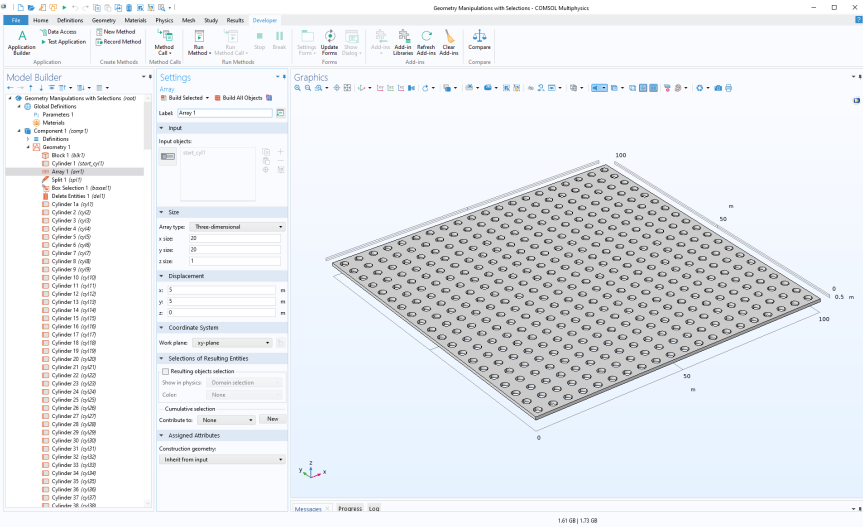 Geometry Manipulations with Selections - COMSOL Multiphysics
File Home Definitions Geometry Materials Physics Mesh Study Results Developer
Application Builder
Data Access
Test Application
Application
New Method
Record Method
Create Methods
Method Call
Method Calls
Run Method
Run Method Call
Stop
Break
Run Methods
Settings Form
Update Forms
Show Dialog
Forms
Add-ins
Add-in Libraries
Refresh Add-ins
Clear Add-ins
Add-ins
Compare
Compare
Model Builder
Geometry Manipulations with Selections (root)
Global Definitions
Parameters 1
Materials
Component 1 (comp1)
Definitions
Geometry 1
Block 1 (blk1)
Cylinder 1 (start_cyl1)
Array 1 (arr1)
Split 1 (spl1)
Box Selection 1 (boxsel1)
Delete Entities 1 (del1)
Cylinder 1a (cyl1)
Cylinder 2 (cyl2)
Cylinder 3 (cyl3)
Cylinder 4 (cyl4)
Cylinder 5 (cyl5)
Cylinder 6 (cyl6)
Cylinder 7 (cyl7)
Cylinder 8 (cyl8)
Cylinder 9 (cyl9)
Cylinder 10 (cyl10)
Cylinder 11 (cyl11)
Cylinder 12 (cyl12)
Cylinder 13 (cyl13)
Cylinder 14 (cyl14)
Cylinder 15 (cyl15)
Cylinder 16 (cyl16)
Cylinder 17 (cyl17)
Cylinder 18 (cyl18)
Cylinder 19 (cyl19)
Cylinder 20 (cyl20)
Cylinder 21 (cyl21)
Cylinder 22 (cyl22)
Cylinder 23 (cyl23)
Cylinder 24 (cyl24)
Cylinder 25 (cyl25)
Cylinder 26 (cyl26)
Cylinder 27 (cyl27)
Cylinder 28 (cyl28)
Cylinder 29 (cyl29)
Cylinder 30 (cyl30)
Cylinder 31 (cyl31)
Cylinder 32 (cyl32)
Cylinder 33 (cyl33)
Cylinder 34 (cyl34)
Cylinder 35 (cyl35)
Cylinder 36 (cyl36)
Cylinder 37 (cyl37)
Cylinder 38 (cyl38)
Settings
Array
Build Selected Build All Objects
Label: Array 1
Input
Input objects:
start_cyl1
Size
Array type: Three-dimensional
x size: 20
y size: 20
z size: 1
Displacement
x: 5 m
y: 5 m
z: 0 m
Coordinate System
Work plane: xy-plane
Selections of Resulting Entities
Resulting objects selection
Show in physics: Domain selection
Color: None
Cumulative selection
Contribute to: None New
Assigned Attributes
Construction geometry:
Inherit from input
Graphics
100
m
50
0
0.5 m
100
50
m
0
z
y x
Messages Progress Log
1.61 GB | 1.73 GB